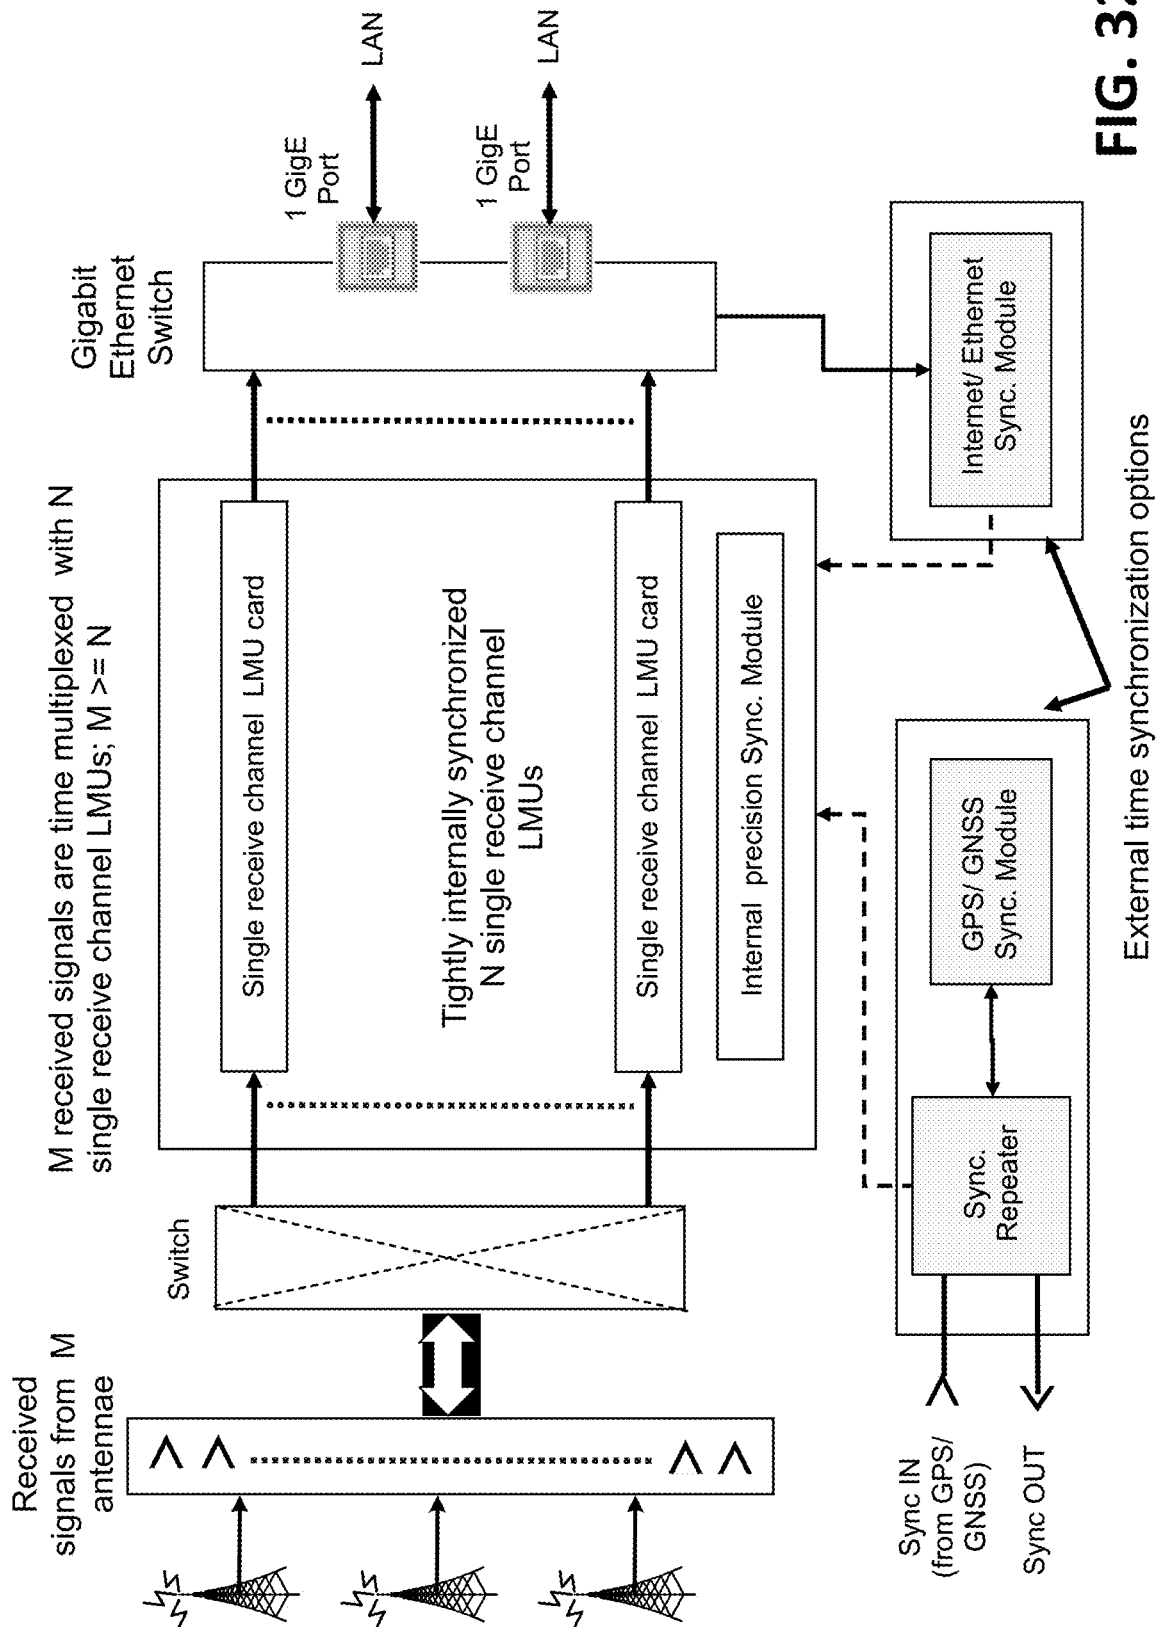 M received signals are time multiplexed with N
single receive channel LMUs; M >= N
Received
signals from M
antennae
Switch
Single receive channel LMU card
Tightly internally synchronized
N single receive channel
LMUs
Single receive channel LMU card
Internal precision Sync. Module
Gigabit
Ethernet
Switch
1 GigE
Port
LAN
1 GigE
Port
LAN
Sync IN
(from GPS/
GNSS)
Sync OUT
Sync.
Repeater
GPS/ GNSS
Sync. Module
Internet/ Ethernet
Sync. Module
External time synchronization options
FIG. 32